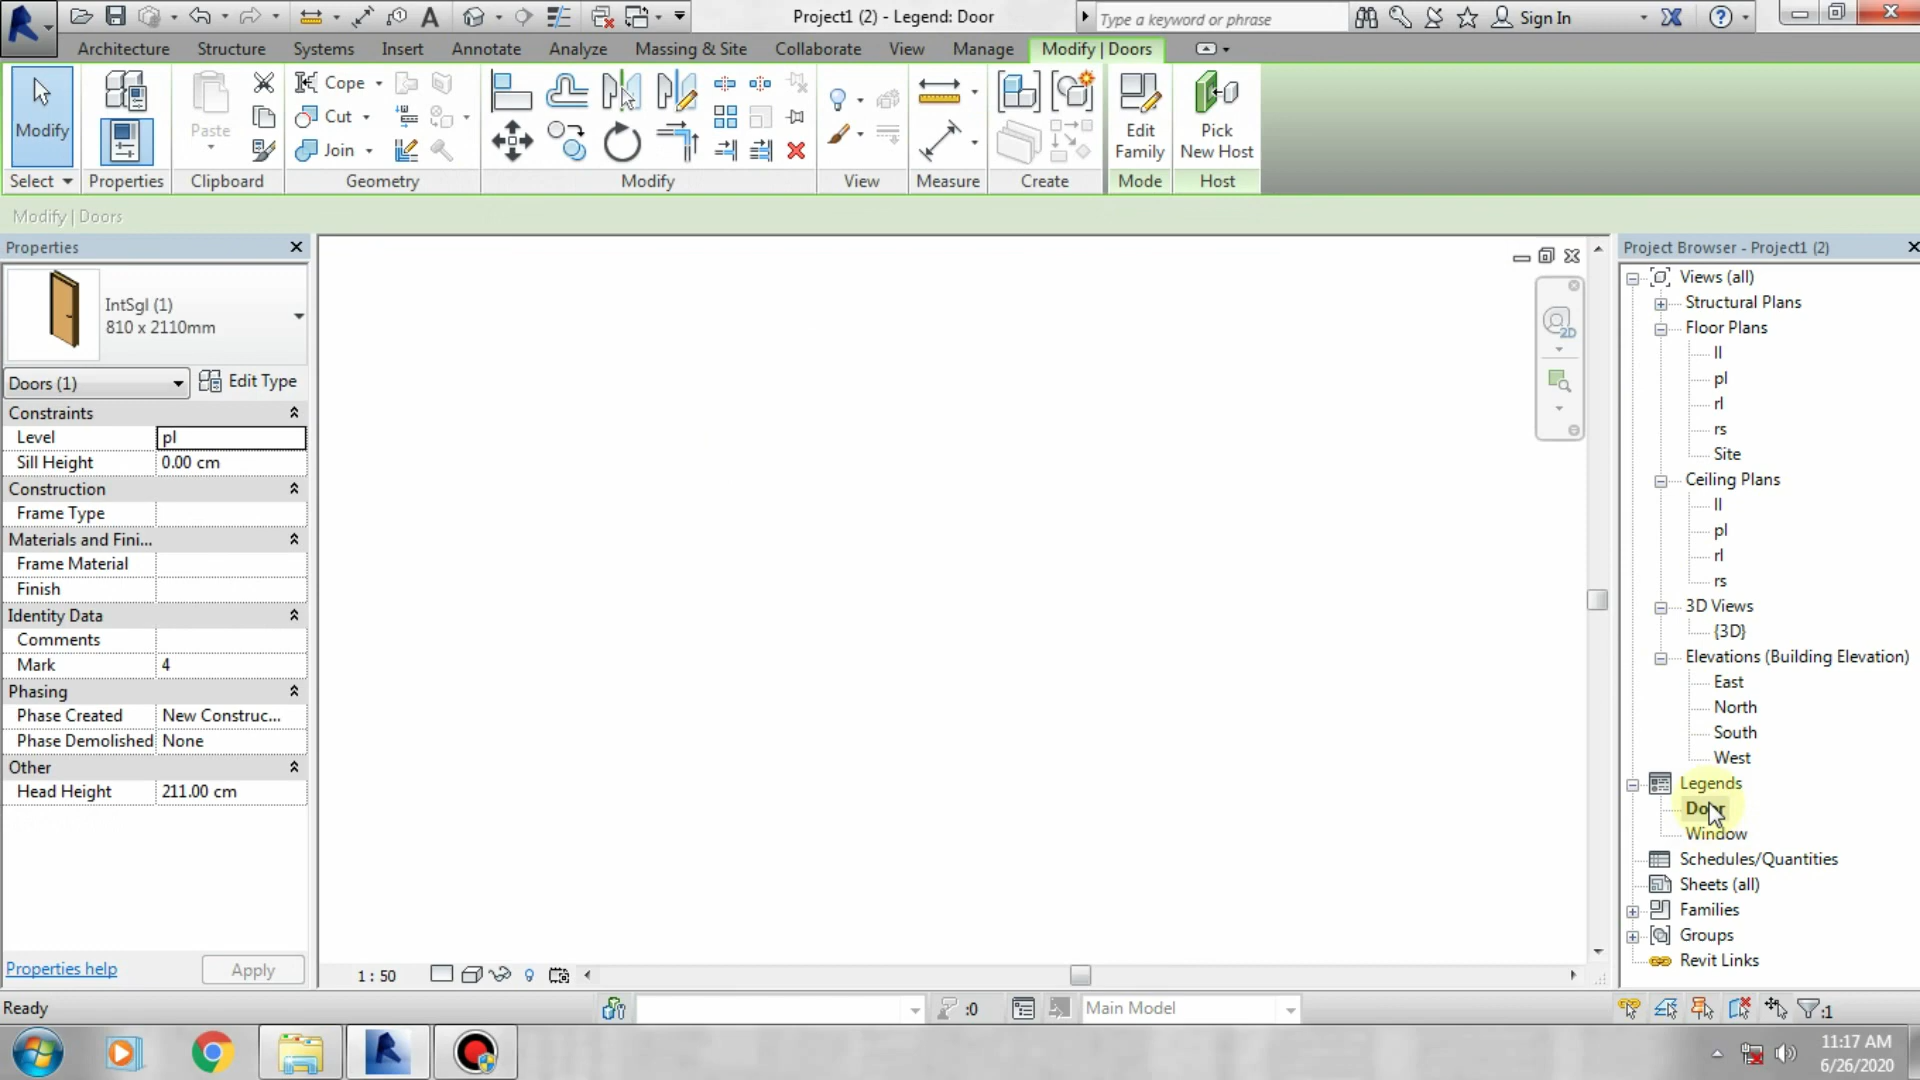 Project1 (2) - Legend: Door
Type a keyword or phrase
Sign In
Architecture Structure Systems Insert Annotate Analyze Massing & Site Collaborate View Manage Modify | Doors
Modify
Paste
Cope
Cut
Join
Edit Family
Pick New Host
Select Properties Clipboard Geometry Modify View Measure Create Mode Host
Modify | Doors
Properties
IntSgl (1)
810 x 2110mm
Doors (1) Edit Type
Constraints
Level pl
Sill Height 0.00 cm
Construction
Frame Type
Materials and Fini...
Frame Material
Finish
Identity Data
Comments
Mark 4
Phasing
Phase Created New Construc...
Phase Demolished None
Other
Head Height 211.00 cm
Properties help Apply
2D
1 : 50
Project Browser - Project1 (2)
Views (all)
Structural Plans
Floor Plans
ll
pl
rl
rs
Site
Ceiling Plans
ll
pl
rl
rs
3D Views
{3D}
Elevations (Building Elevation)
East
North
South
West
Legends
Door
Window
Schedules/Quantities
Sheets (all)
Families
Groups
Revit Links
Ready :0 Main Model :1
11:17 AM
6/26/2020